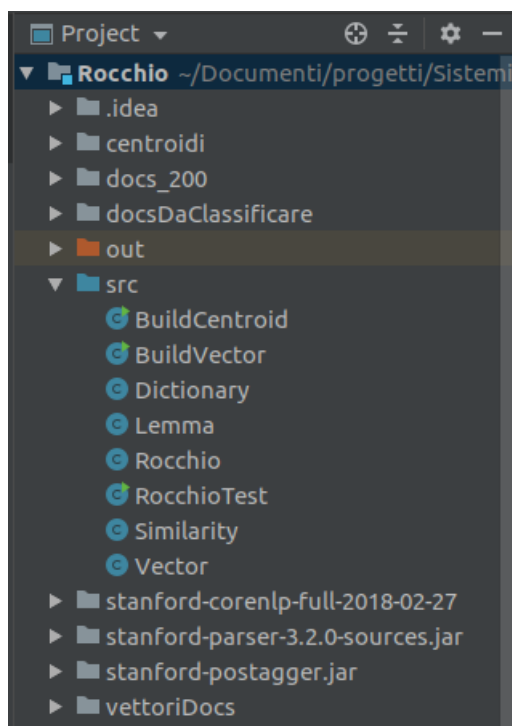 Project
Rocchio ~/Documenti/progetti/Sistemi
.idea
centroidi
docs_200
docsDaClassificare
out
src
BuildCentroid
BuildVector
Dictionary
Lemma
Rocchio
RocchioTest
Similarity
Vector
stanford-corenlp-full-2018-02-27
stanford-parser-3.2.0-sources.jar
stanford-postagger.jar
vettoriDocs